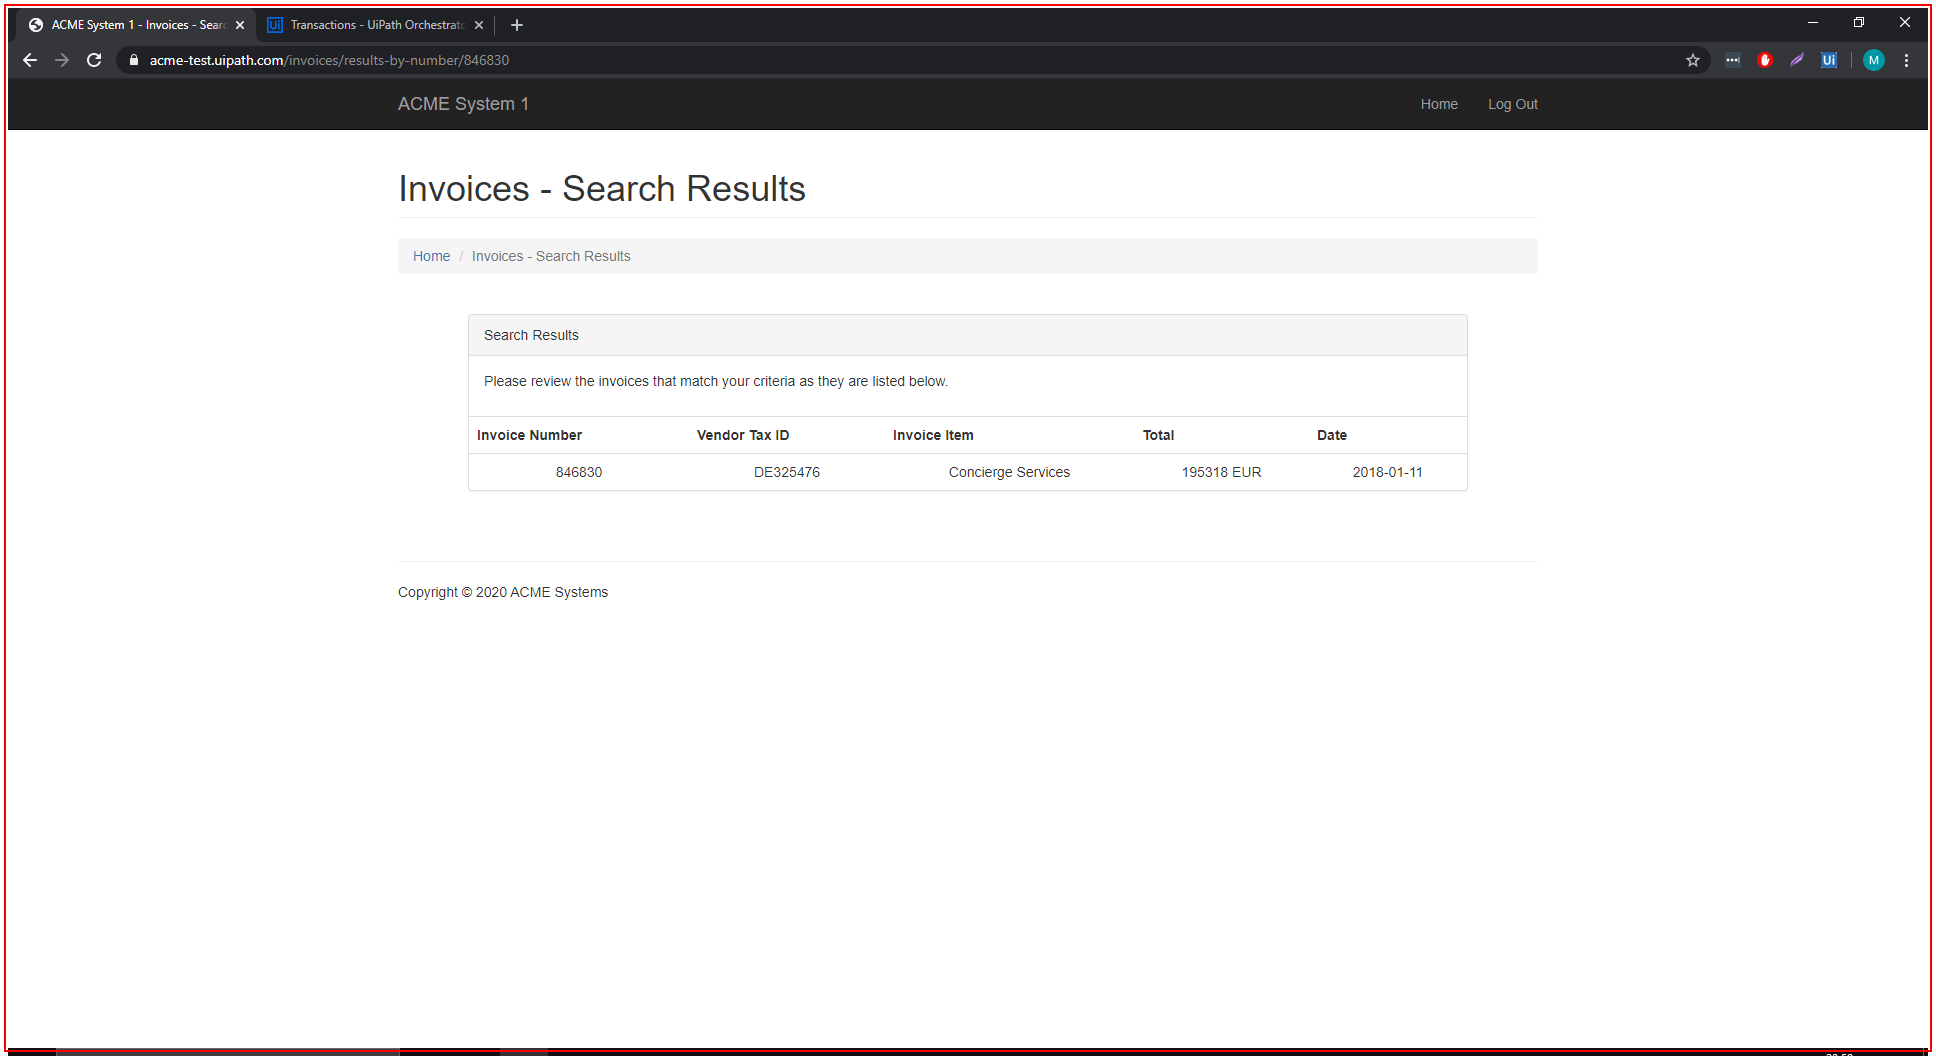 ACME System 1 - Invoices - Sear
Transactions - UiPath Orchestrato
acme-test.uipath.com/invoices/results-by-number/846830
Ui
M
ACME System 1
Home
Log Out
Invoices - Search Results
Home / Invoices - Search Results
Search Results
Please review the invoices that match your criteria as they are listed below.
Invoice Number Vendor Tax ID Invoice Item Total Date
846830 DE325476 Concierge Services 195318 EUR 2018-01-11
Copyright © 2020 ACME Systems